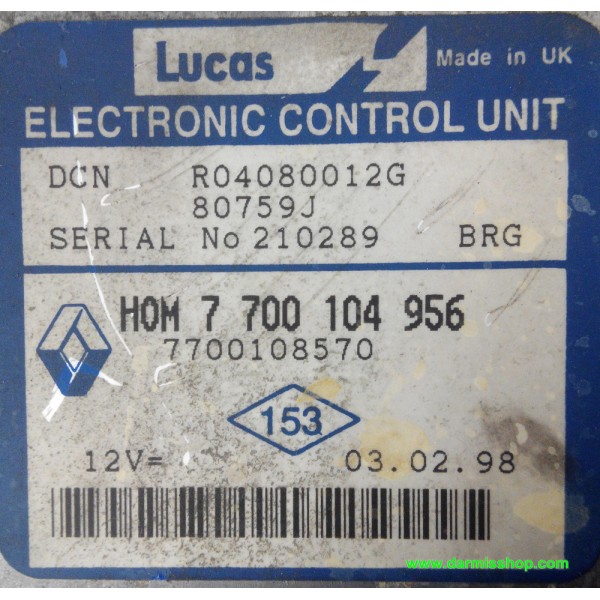 Lucas
Made in UK
ELECTRONIC CONTROL UNIT
DCN R04080012G
80759J
SERIAL No 210289 BRG
HOM 7 700 104 956
7700108570
153
12V= 03.02.98
www.darmisshop.com